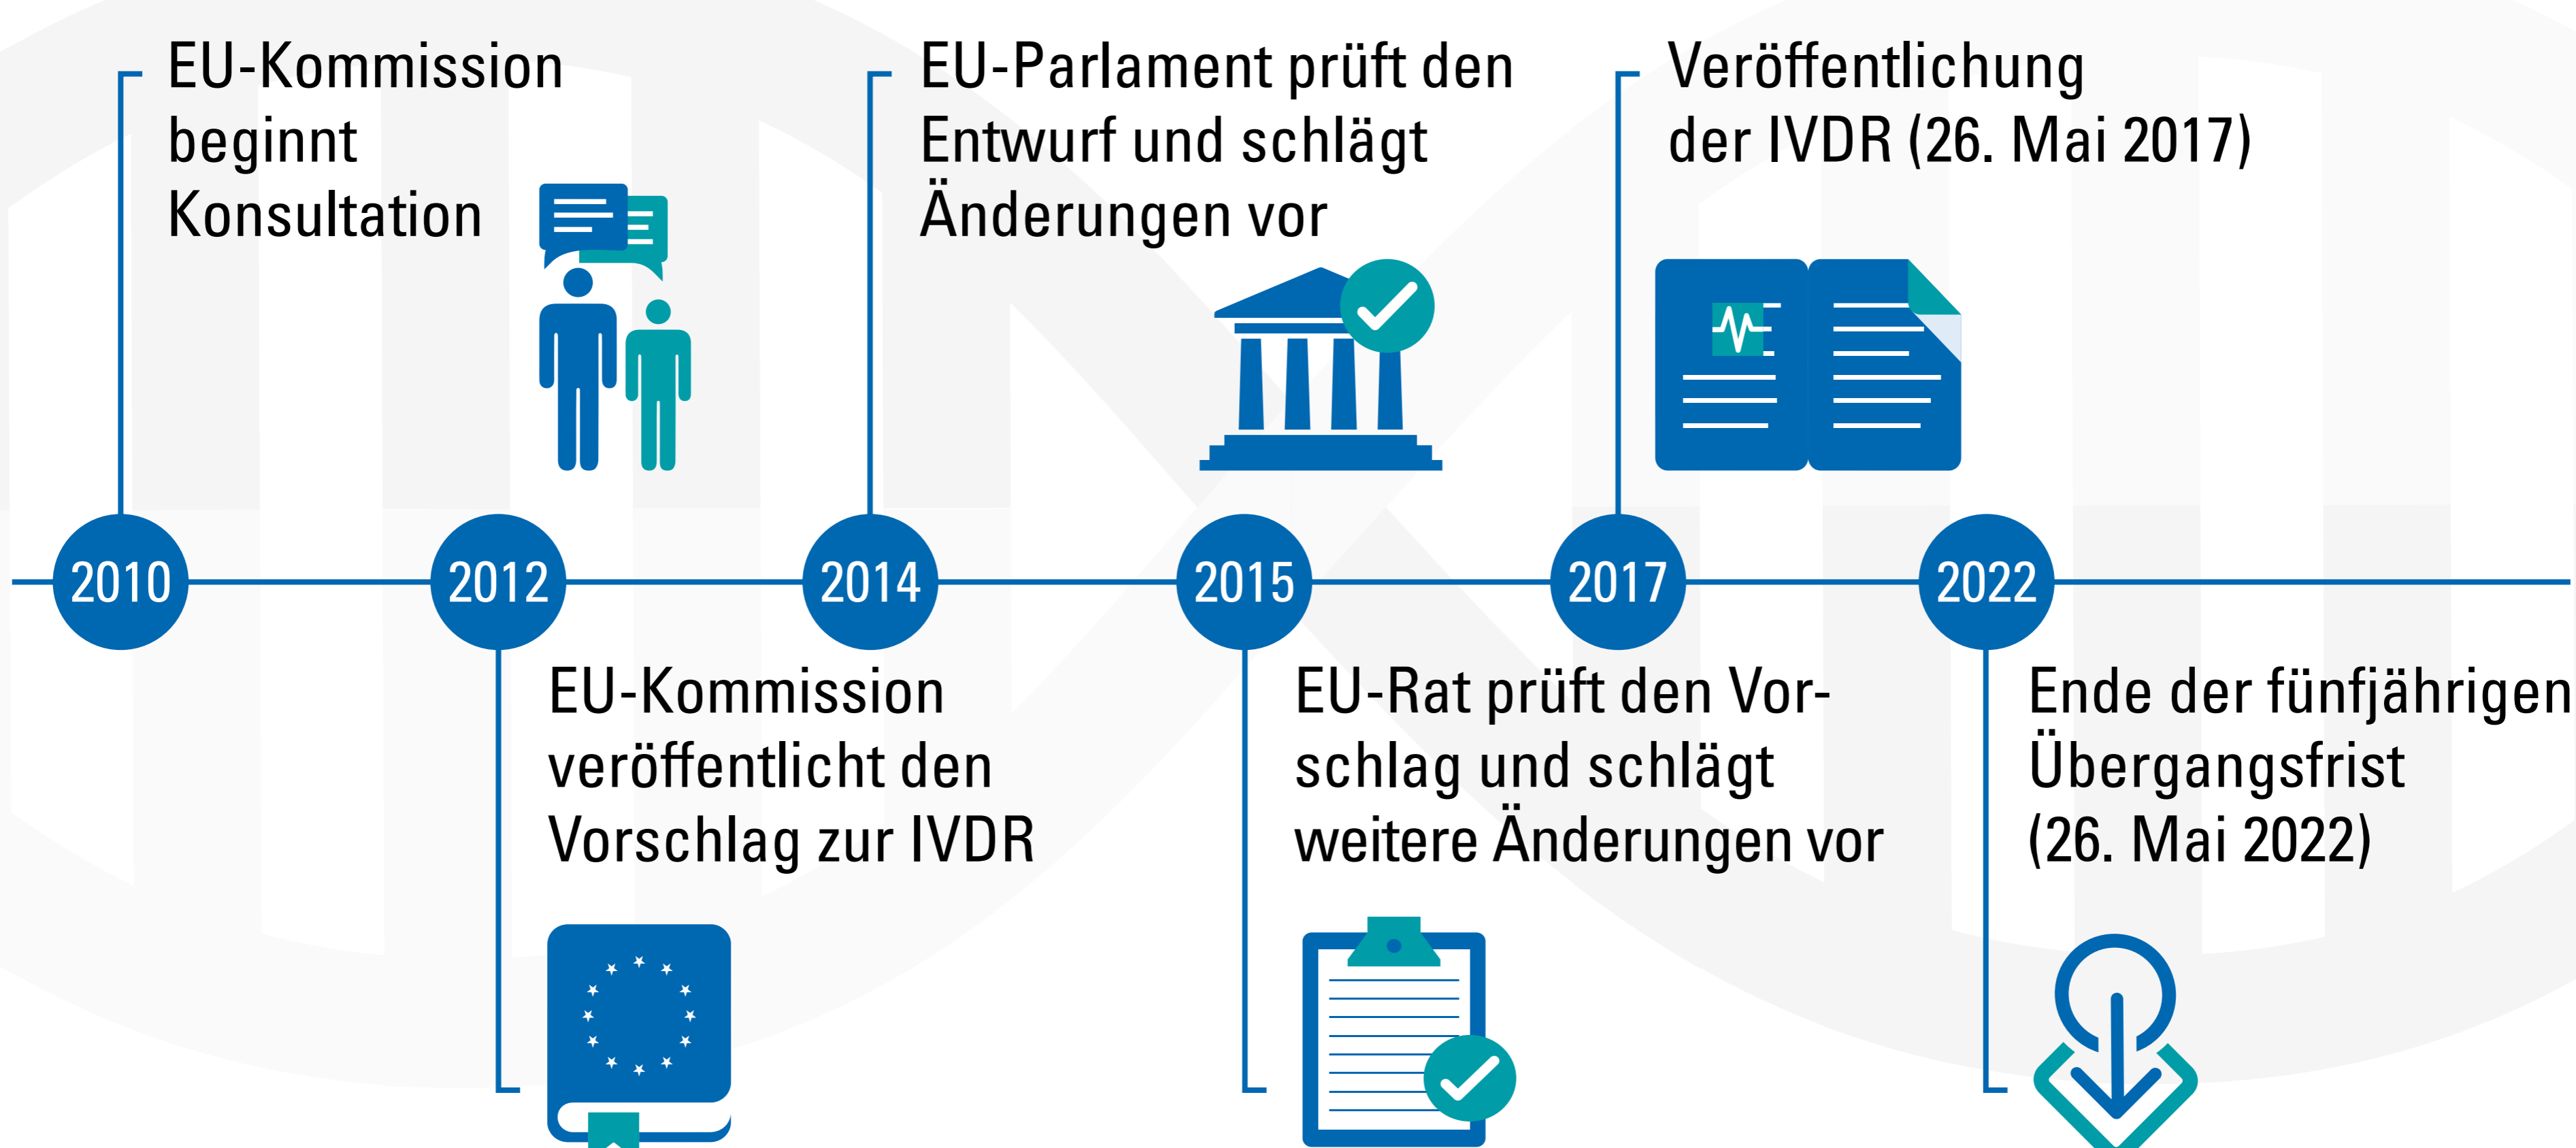 EU-Kommission
beginnt
Konsultation
EU-Parlament prüft den
Entwurf und schlägt
Änderungen vor
Veröffentlichung
der IVDR (26. Mai 2017)
2010
2012
2014
2015
2017
2022
EU-Kommission
veröffentlicht den
Vorschlag zur IVDR
EU-Rat prüft den Vor-
schlag und schlägt
weitere Änderungen vor
Ende der fünfjährigen
Übergangsfrist
(26. Mai 2022)